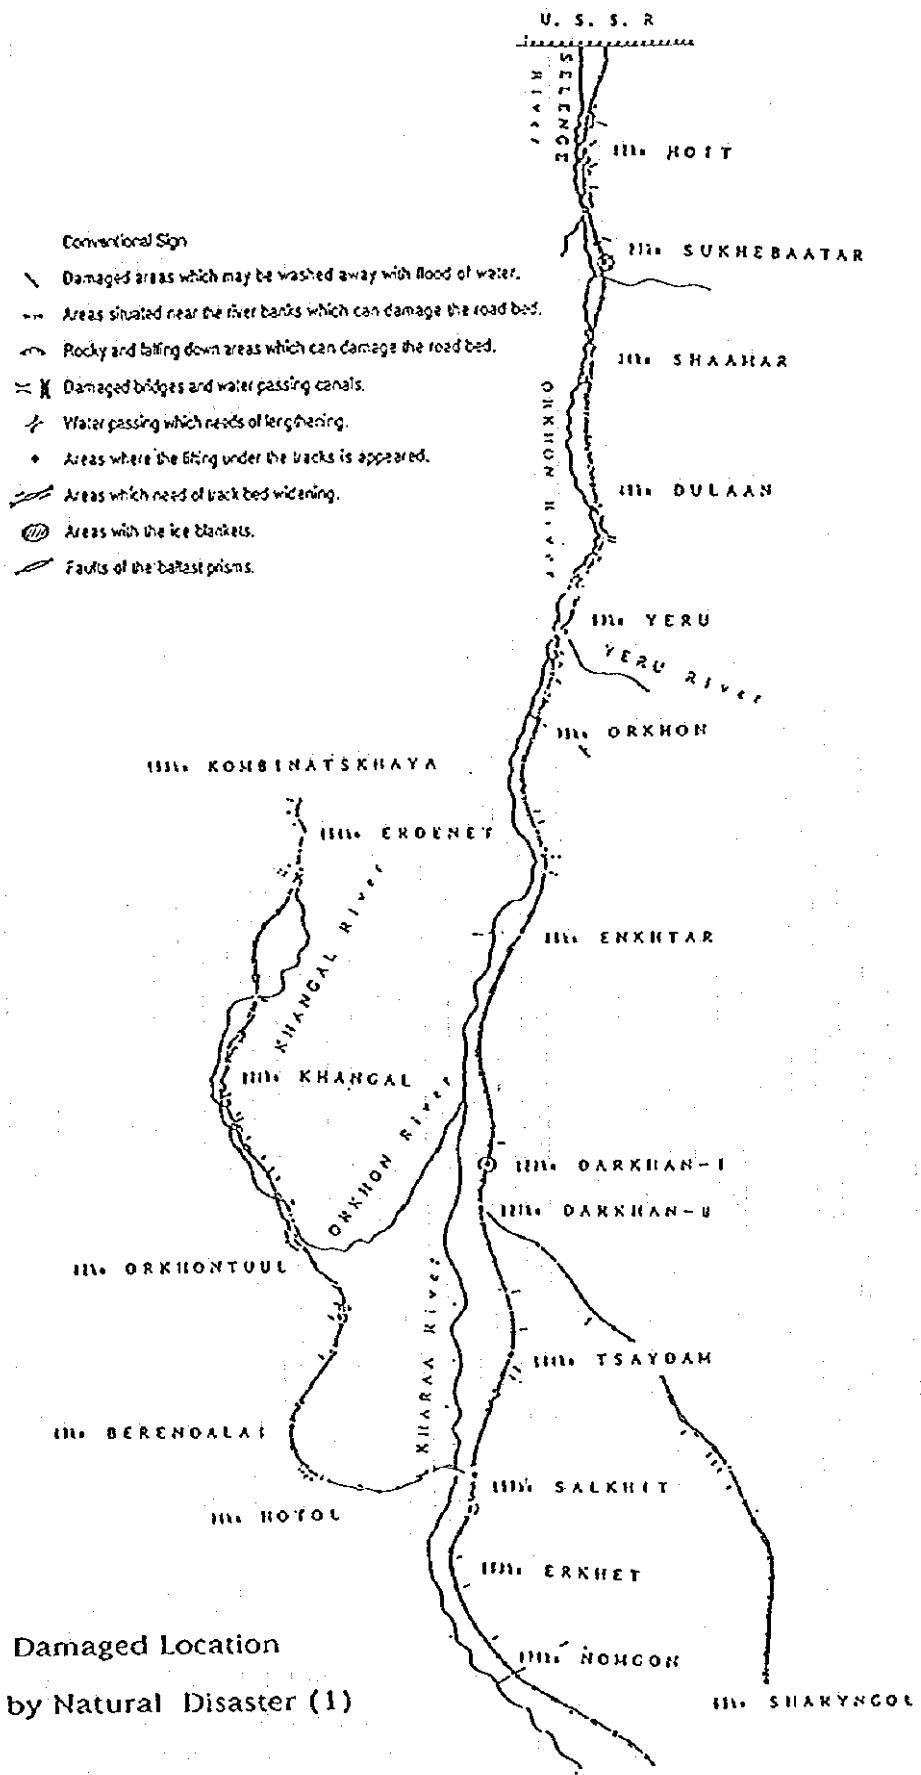 U. S. S. R
SELENGE
River
HOIT
SUKHEBAATAR
Conventional Sign
Damaged areas which may be washed away with flood of water.
Areas situated near the river banks which can damage the road bed.
Rocky and falling down areas which can damage the road bed.
SHAAMAR
Damaged bridges and water passing canals.
ORKHON River
Water passing which needs of lengthening.
Areas where the lifting under the tracks is appeared.
Areas which need of track bed widening.
DULAAN
Areas with the ice blankets.
Faults of the ballast prisms.
YERU
YERU River
ORKHON
KOMBINATSKHAYA
ERDENET
KHANGAL River
ENKHTAR
KHANGAL
ORKHON River
DARKHAN-I
DARKHAN-II
ORKHONTUUL
KHARAA River
TSAYDAM
BERENDALAI
SALKHIT
HOTOL
ERKHET
Damaged Location
by Natural Disaster (1)
NOMGON
SHARYNGOL